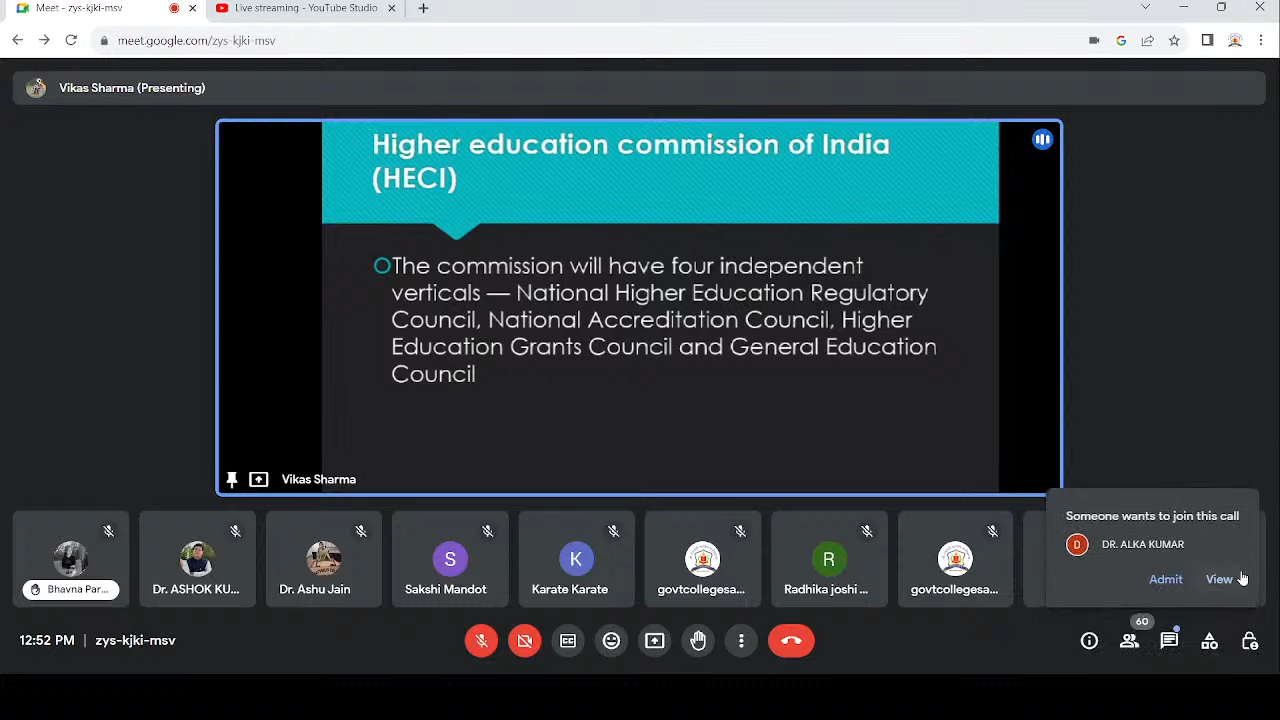 Meet - zys-kjki-msv
Live streaming - YouTube Studio
meet.google.com/zys-kjki-msv
Vikas Sharma (Presenting)
Higher education commission of India
(HECI)
The commission will have four independent
verticals — National Higher Education Regulatory
Council, National Accreditation Council, Higher
Education Grants Council and General Education
Council
Vikas Sharma
Someone wants to join this call
D
DR. ALKA KUMAR
Admit
View
S
K
R
Bhavna Par...
Dr. ASHOK KU...
Dr. Ashu Jain
Sakshi Mandot
Karate Karate
govtcollegesa...
Radhika joshi ...
govtcollegesa...
12:52 PM | zys-kjki-msv
60